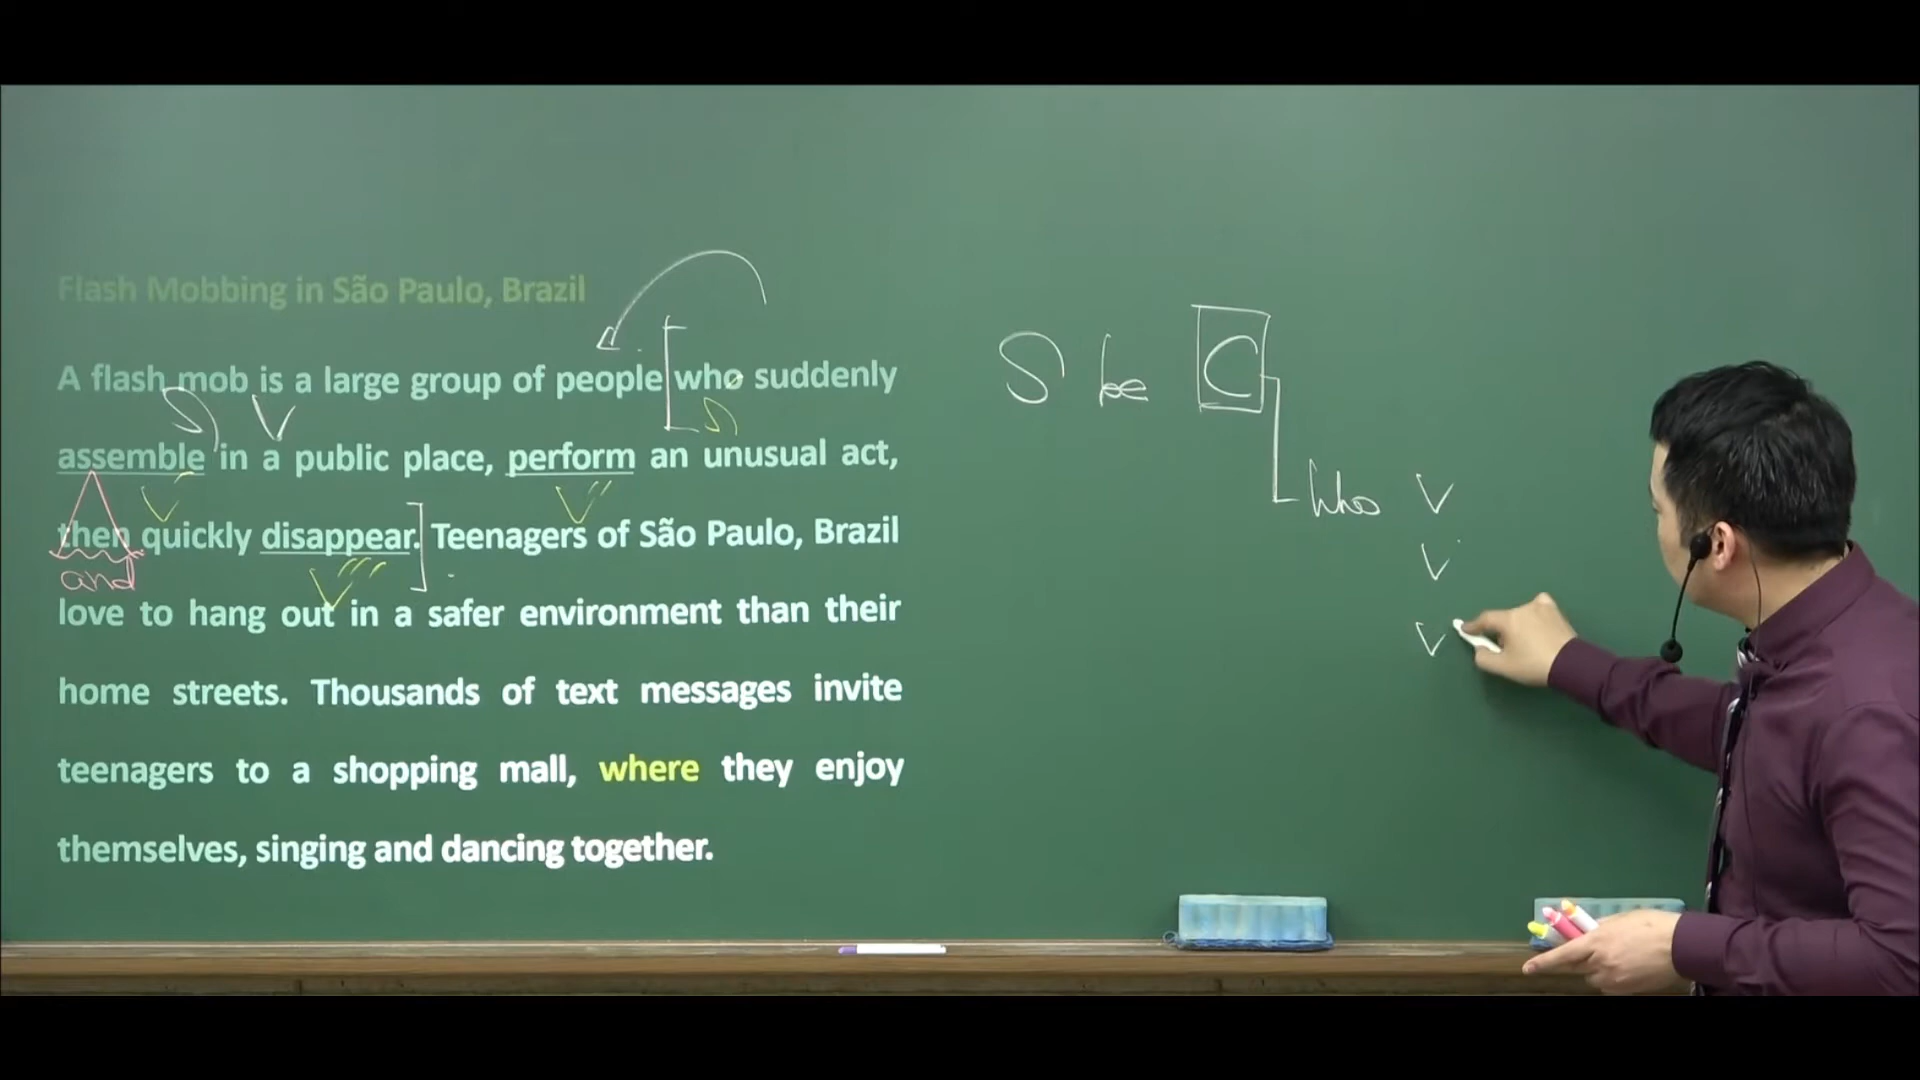 Flash Mobbing in São Paulo, Brazil
A flash mob is a large group of people [who suddenly
S V S
assemble in a public place, perform an unusual act,
V' V''
then quickly disappear.] Teenagers of São Paulo, Brazil
and V'''
love to hang out in a safer environment than their
home streets. Thousands of text messages invite
teenagers to a shopping mall, where they enjoy
themselves, singing and dancing together.
S be C
who V
V
V